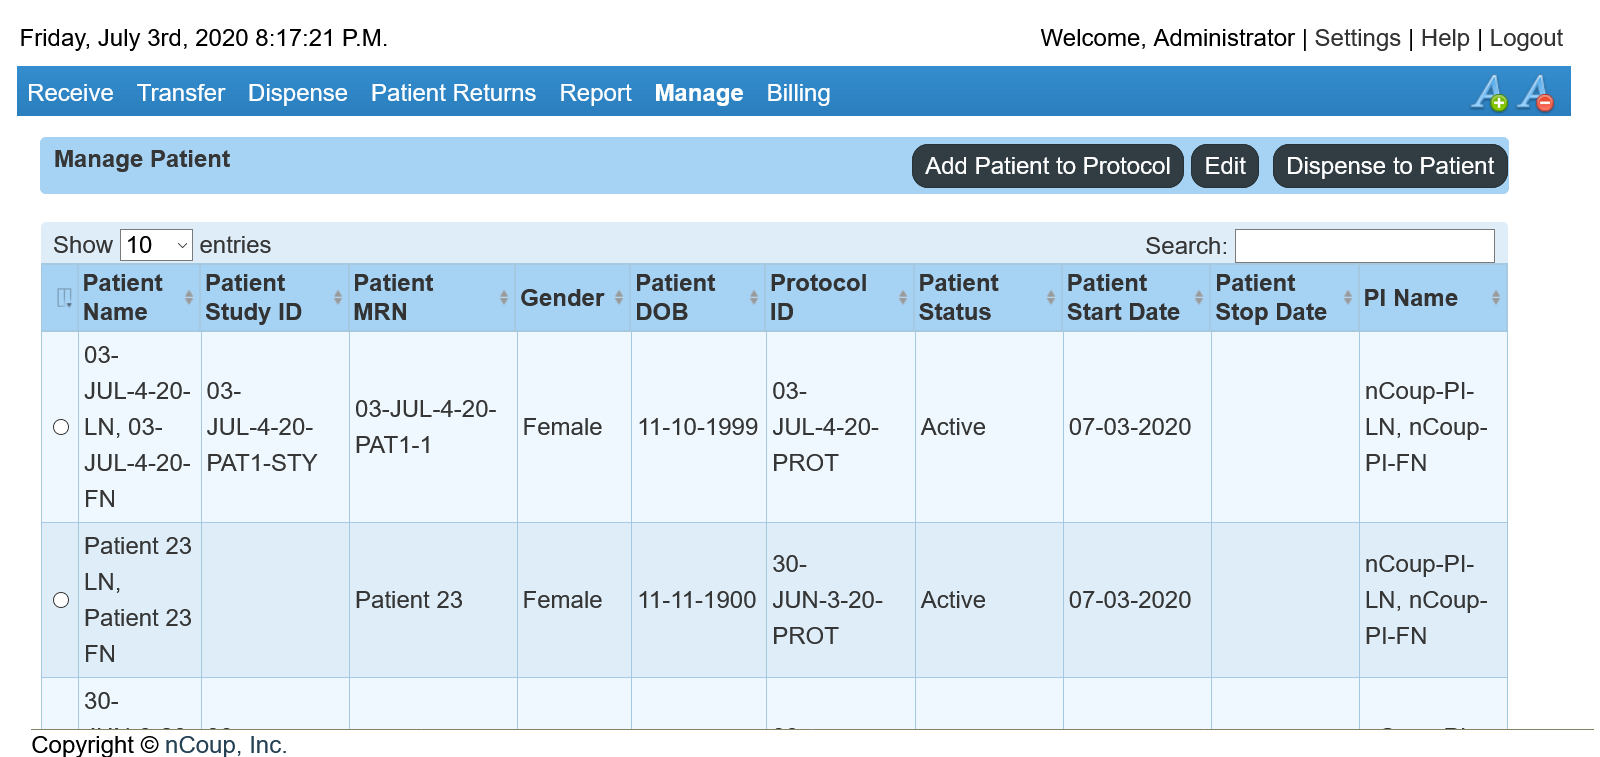 Friday, July 3rd, 2020 8:17:21 P.M.
Welcome, Administrator | Settings | Help | Logout
Receive Transfer Dispense Patient Returns Report Manage Billing
Manage Patient
Add Patient to Protocol Edit Dispense to Patient
Show 10 entries
Search:
Patient Name
Patient Study ID
Patient MRN
Gender
Patient DOB
Protocol ID
Patient Status
Patient Start Date
Patient Stop Date
PI Name
03-
JUL-4-20-
LN, 03-
JUL-4-20-
FN
03-
JUL-4-20-
PAT1-STY
03-JUL-4-20-
PAT1-1
Female
11-10-1999
03-
JUL-4-20-
PROT
Active
07-03-2020
nCoup-PI-
LN, nCoup-
PI-FN
Patient 23
LN,
Patient 23
FN
Patient 23
Female
11-11-1900
30-
JUN-3-20-
PROT
Active
07-03-2020
nCoup-PI-
LN, nCoup-
PI-FN
30-
Copyright © nCoup, Inc.